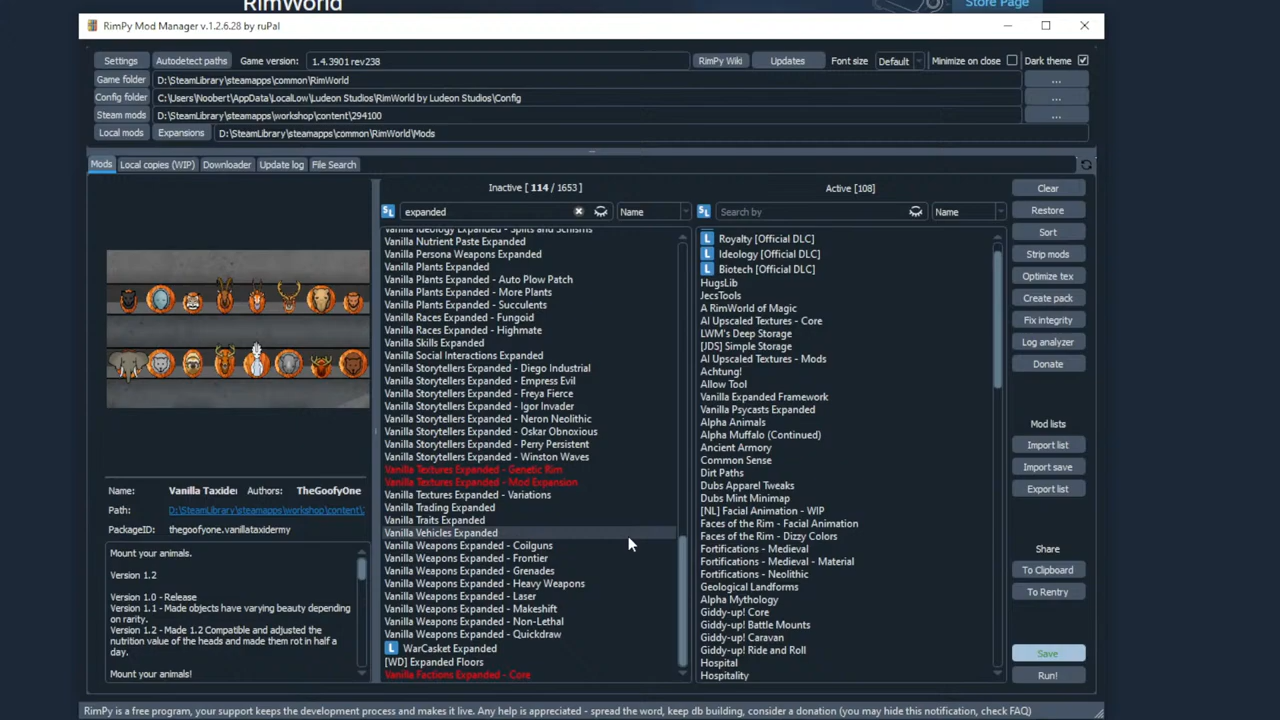 RimWorld
Store Page
RimPy Mod Manager v.1.2.6.28 by ruPal
Settings
Autodetect paths
Game version:
1.4.3901 rev238
RimPy Wiki
Updates
Font size
Default
Minimize on close
Dark theme
Game folder
D:\SteamLibrary\steamapps\common\RimWorld
...
Config folder
C:\Users\Noobert\AppData\LocalLow\Ludeon Studios\RimWorld by Ludeon Studios\Config
...
Steam mods
D:\SteamLibrary\steamapps\workshop\content\294100
...
Local mods
Expansions
D:\SteamLibrary\steamapps\common\RimWorld\Mods
Mods
Local copies (WIP)
Downloader
Update log
File Search
Name:
Vanilla Taxider
Authors:
TheGoofyOne
Path:
D:\SteamLibrary\steamapps\workshop\content\
PackageID:
thegoofyone.vanillataxidermy
Mount your animals.
Version 1.2
Version 1.0 - Release
Version 1.1 - Made objects have varying beauty depending
on rarity.
Version 1.2 - Made 1.2 Compatible and adjusted the
nutrition value of the heads and made them rot in half a
day.
Mount your animals!
Inactive [ 114 / 1653 ]
SL
expanded
Name
Vanilla Ideology Expanded - Splits and Schisms
Vanilla Nutrient Paste Expanded
Vanilla Persona Weapons Expanded
Vanilla Plants Expanded
Vanilla Plants Expanded - Auto Plow Patch
Vanilla Plants Expanded - More Plants
Vanilla Plants Expanded - Succulents
Vanilla Races Expanded - Fungoid
Vanilla Races Expanded - Highmate
Vanilla Skills Expanded
Vanilla Social Interactions Expanded
Vanilla Storytellers Expanded - Diego Industrial
Vanilla Storytellers Expanded - Empress Evil
Vanilla Storytellers Expanded - Freya Fierce
Vanilla Storytellers Expanded - Igor Invader
Vanilla Storytellers Expanded - Neron Neolithic
Vanilla Storytellers Expanded - Oskar Obnoxious
Vanilla Storytellers Expanded - Perry Persistent
Vanilla Storytellers Expanded - Winston Waves
Vanilla Textures Expanded - Genetic Rim
Vanilla Textures Expanded - Mod Expansion
Vanilla Textures Expanded - Variations
Vanilla Trading Expanded
Vanilla Traits Expanded
Vanilla Vehicles Expanded
Vanilla Weapons Expanded - Coilguns
Vanilla Weapons Expanded - Frontier
Vanilla Weapons Expanded - Grenades
Vanilla Weapons Expanded - Heavy Weapons
Vanilla Weapons Expanded - Laser
Vanilla Weapons Expanded - Makeshift
Vanilla Weapons Expanded - Non-Lethal
Vanilla Weapons Expanded - Quickdraw
L WarCasket Expanded
[WD] Expanded Floors
Vanilla Factions Expanded - Core
Active [108]
SL
Search by
Name
L Royalty [Official DLC]
L Ideology [Official DLC]
L Biotech [Official DLC]
HugsLib
JecsTools
A RimWorld of Magic
AI Upscaled Textures - Core
LWM's Deep Storage
[JDS] Simple Storage
AI Upscaled Textures - Mods
Achtung!
Allow Tool
Vanilla Expanded Framework
Vanilla Psycasts Expanded
Alpha Animals
Alpha Muffalo (Continued)
Ancient Armory
Common Sense
Dirt Paths
Dubs Apparel Tweaks
Dubs Mint Minimap
[NL] Facial Animation - WIP
Faces of the Rim - Facial Animation
Faces of the Rim - Dizzy Colors
Fortifications - Medieval
Fortifications - Medieval - Material
Fortifications - Neolithic
Geological Landforms
Alpha Mythology
Giddy-up! Core
Giddy-up! Battle Mounts
Giddy-up! Caravan
Giddy-up! Ride and Roll
Hospital
Hospitality
Clear
Restore
Sort
Strip mods
Optimize tex
Create pack
Fix integrity
Log analyzer
Donate
Mod lists
Import list
Import save
Export list
Share
To Clipboard
To Rentry
Save
Run!
RimPy is a free program, your support keeps the development process and makes it live. Any help is appreciated - spread the word, keep db building, consider a donation (you may hide this notification, check FAQ)